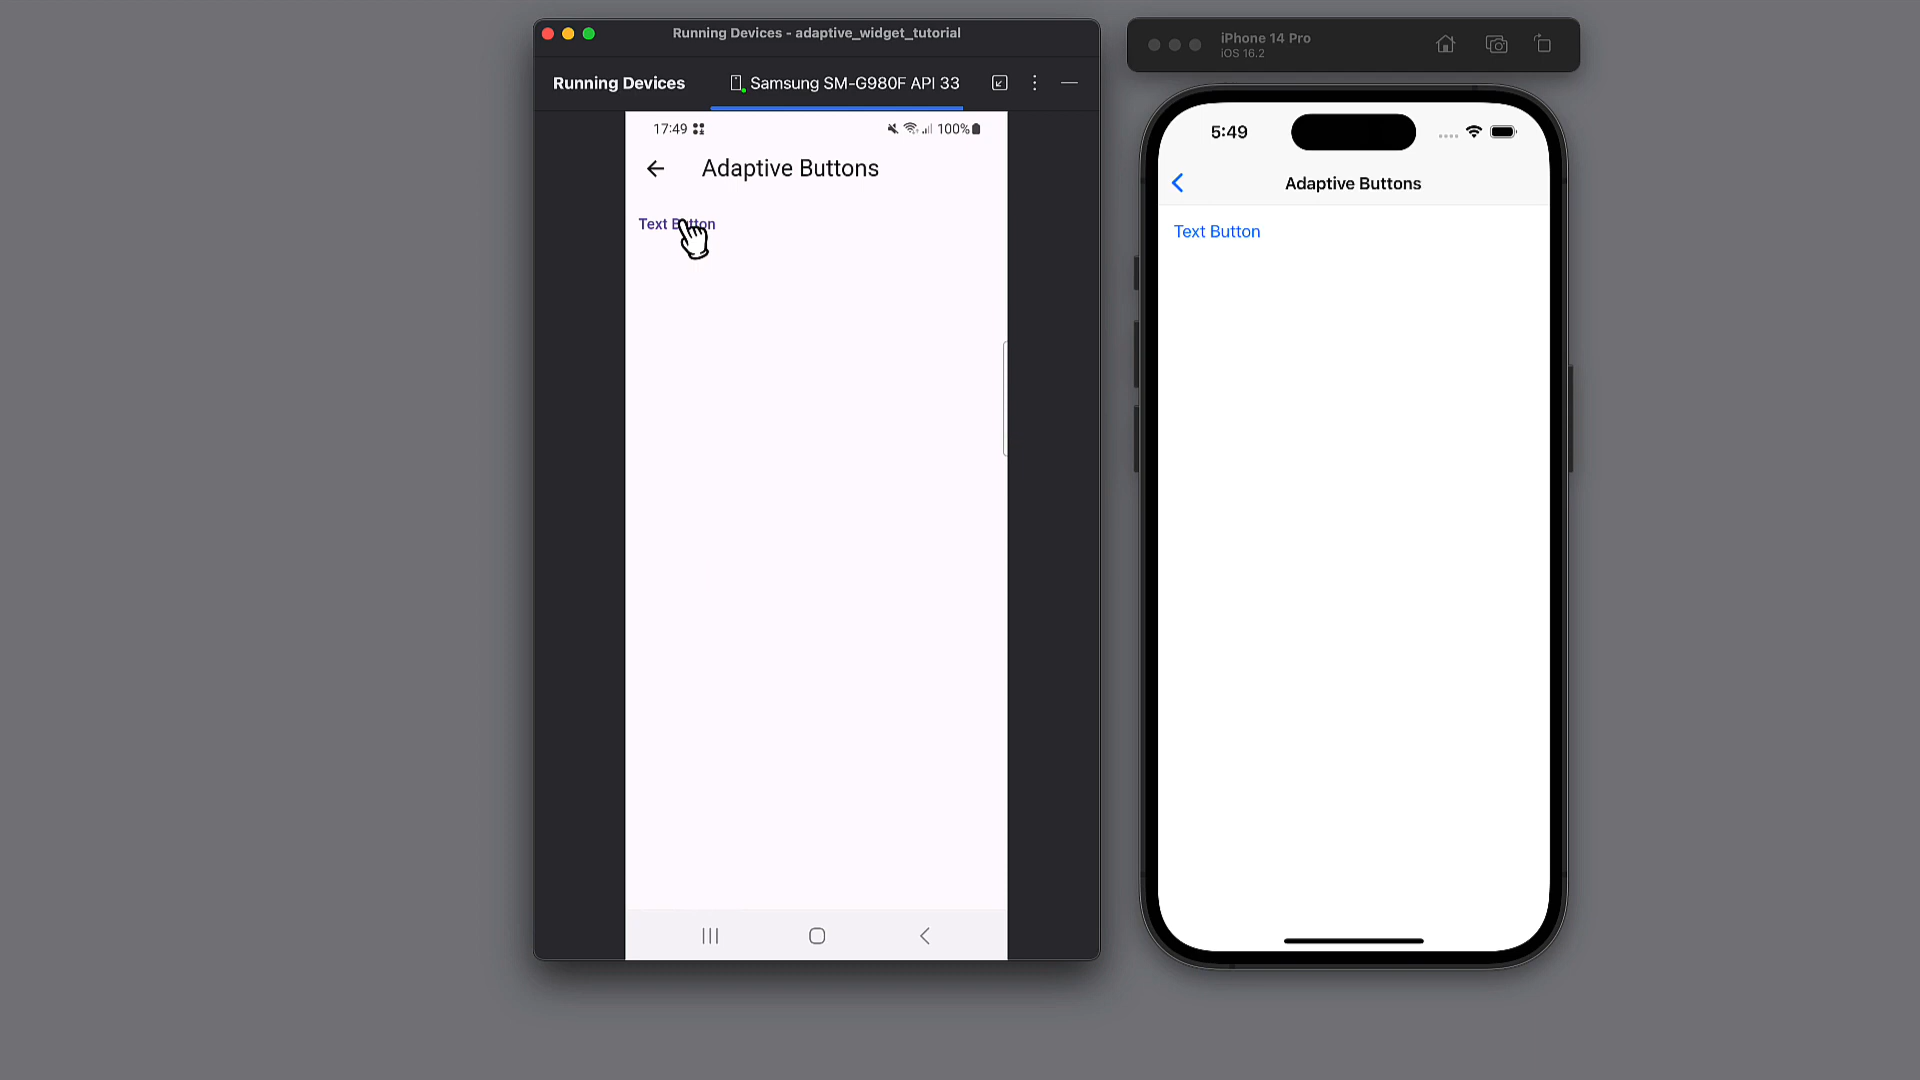 Running Devices - adaptive_widget_tutorial
Running Devices
Samsung SM-G980F API 33
17:49
100%
Adaptive Buttons
Text Button
iPhone 14 Pro
iOS 16.2
5:49
Adaptive Buttons
Text Button